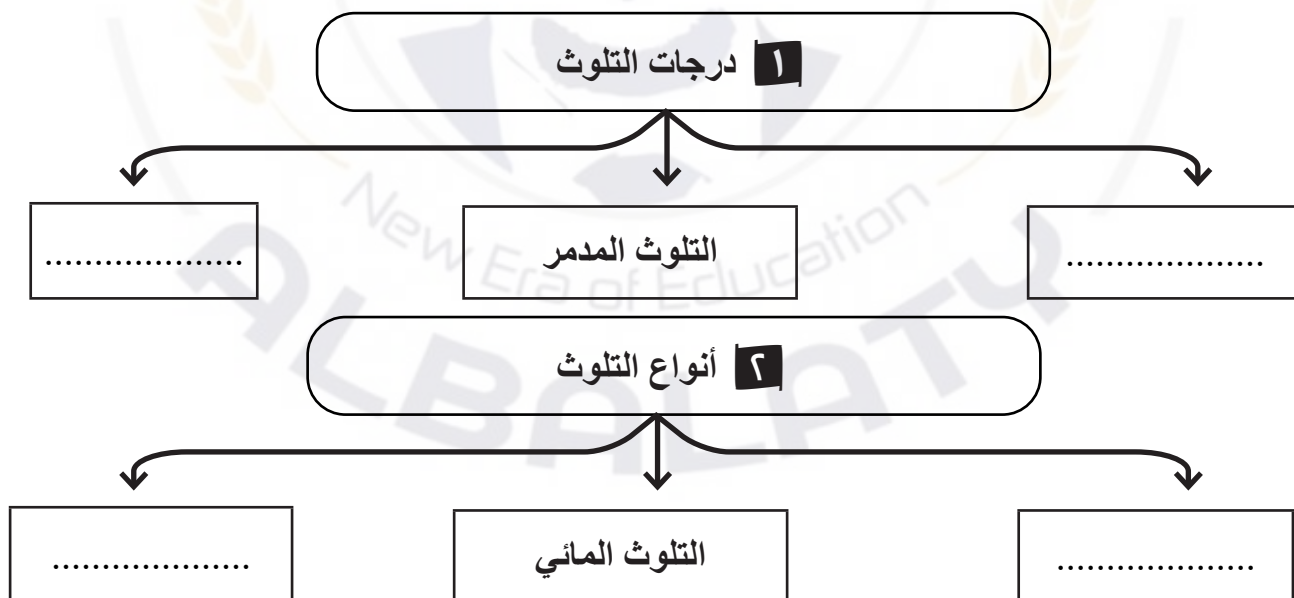 ١ درجات التلوث
....................
التلوث المدمر
....................
٢ أنواع التلوث
....................
التلوث المائي
....................
New Era of Education
ALBALATY